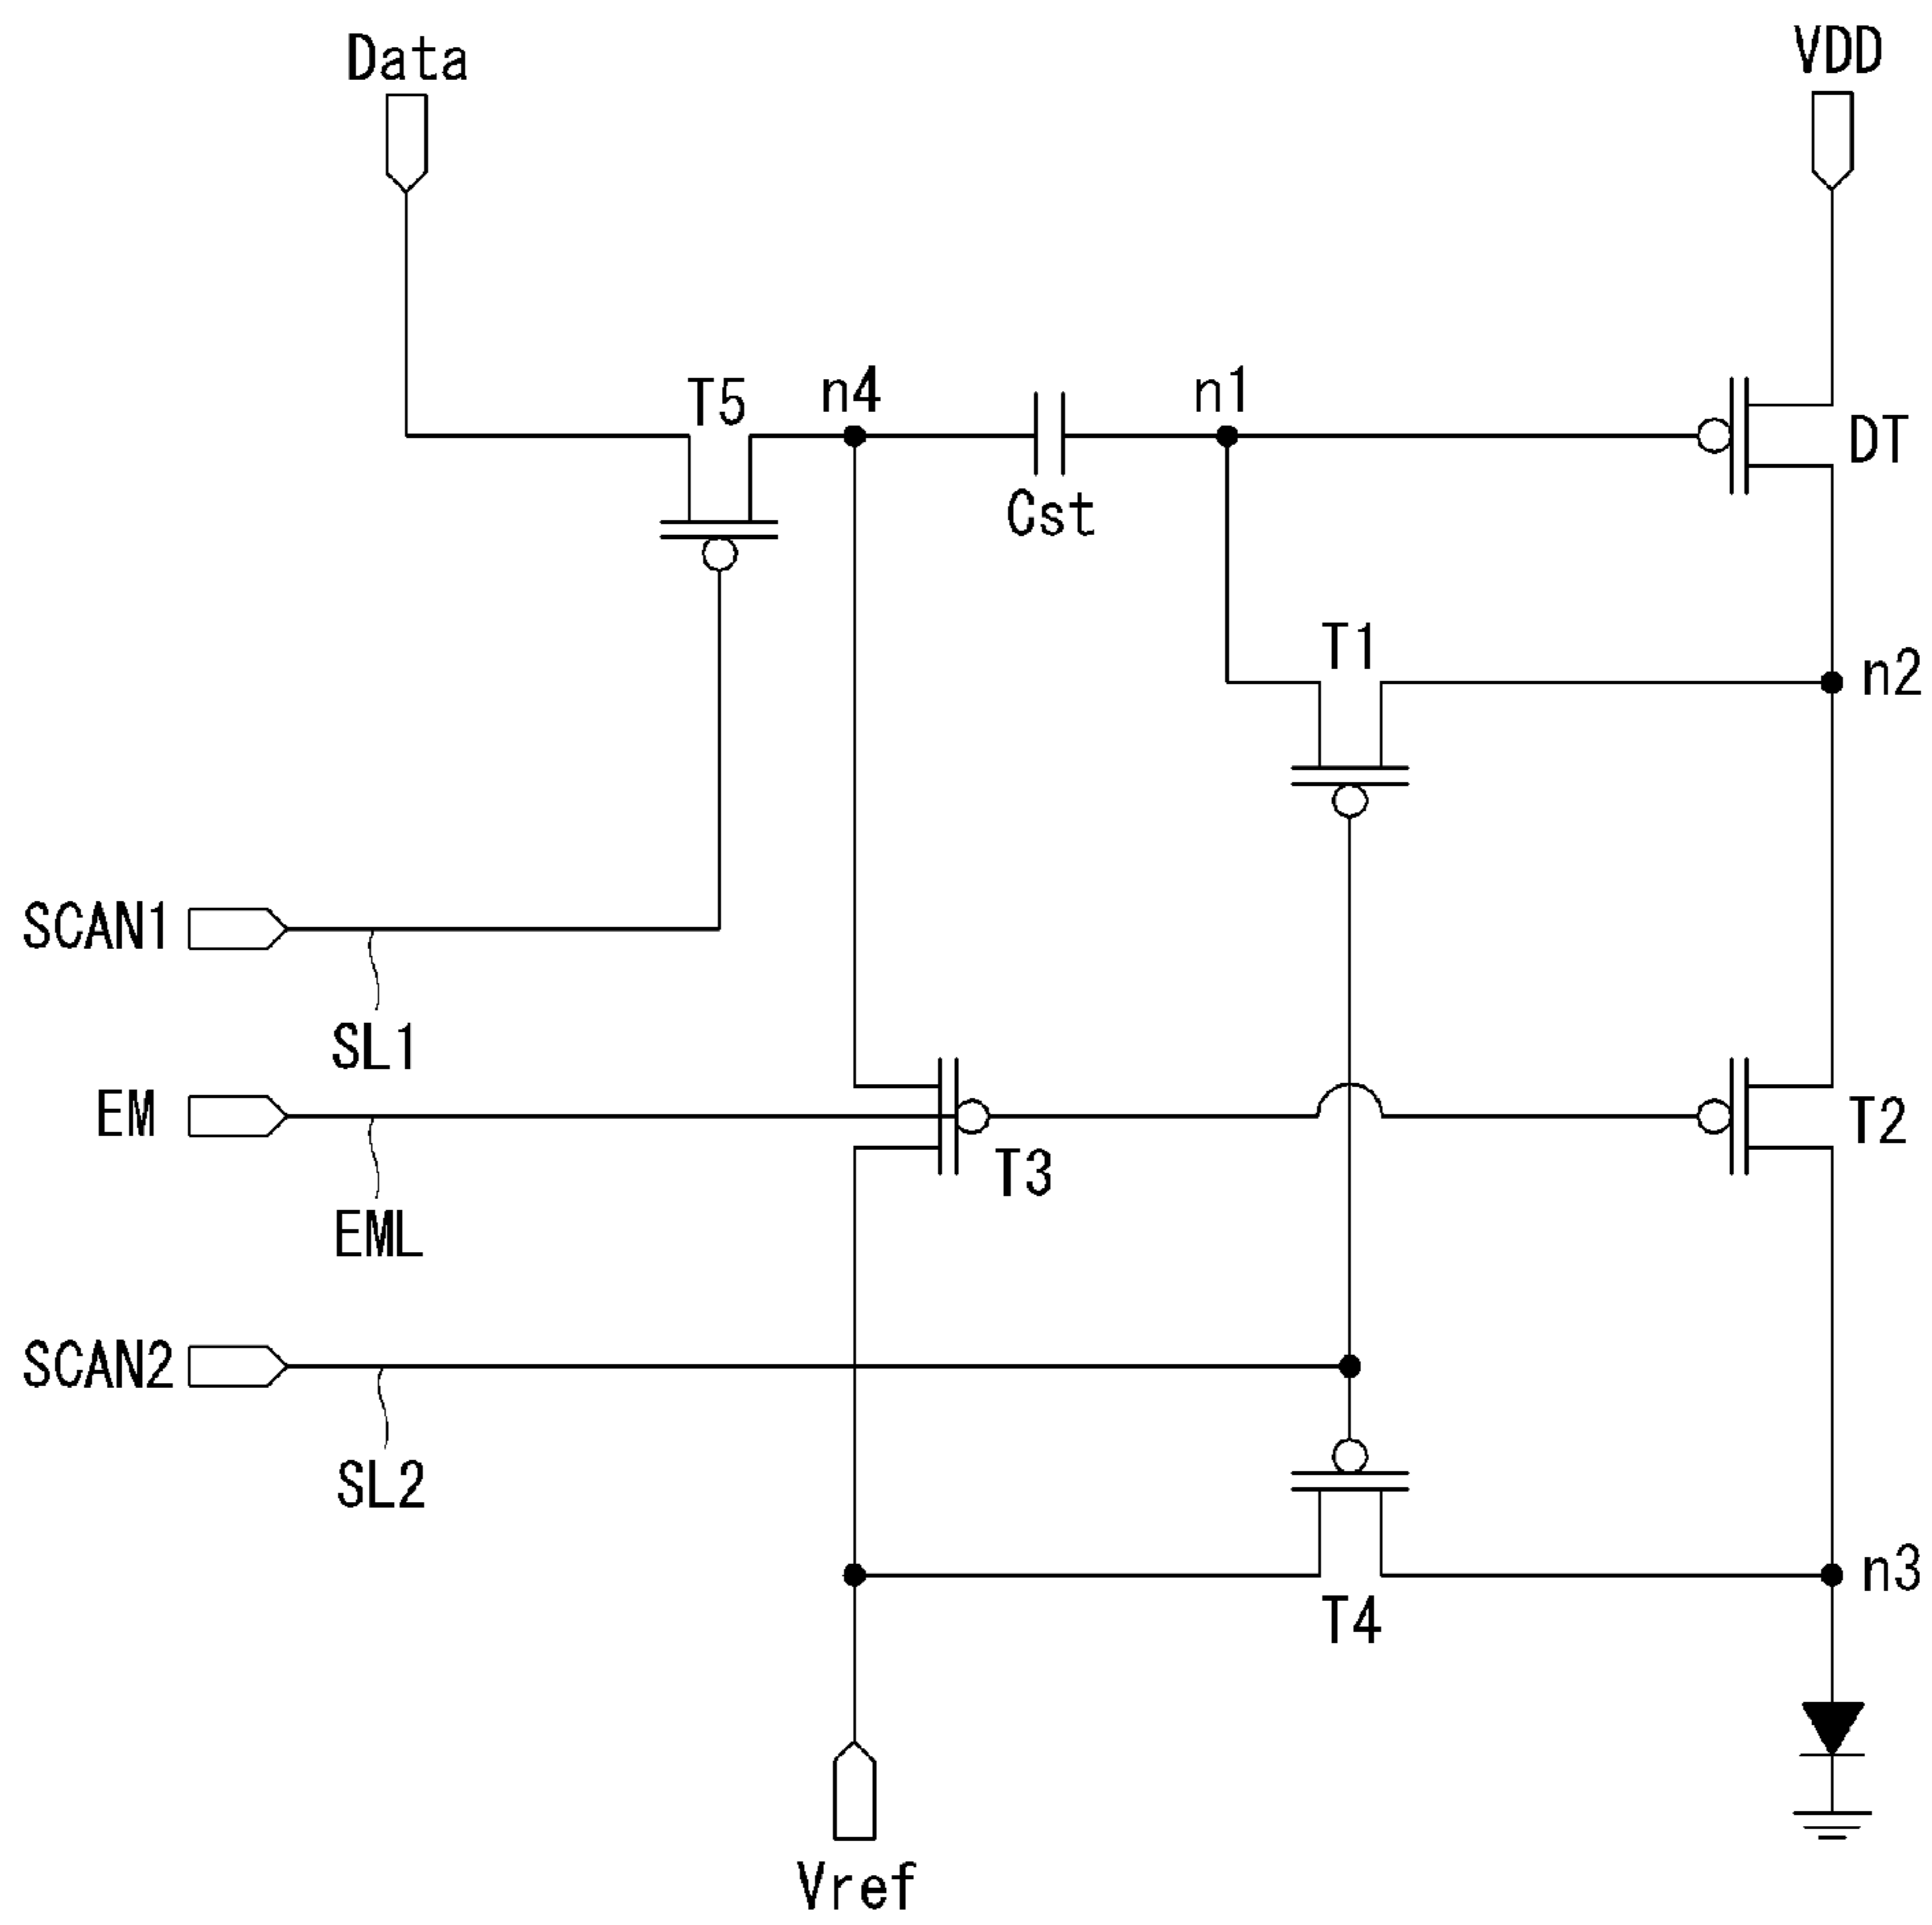 Data
VDD
T5
n4
n1
DT
Cst
T1
n2
SCAN1
SL1
EM
T2
T3
EML
SCAN2
SL2
n3
T4
Vref